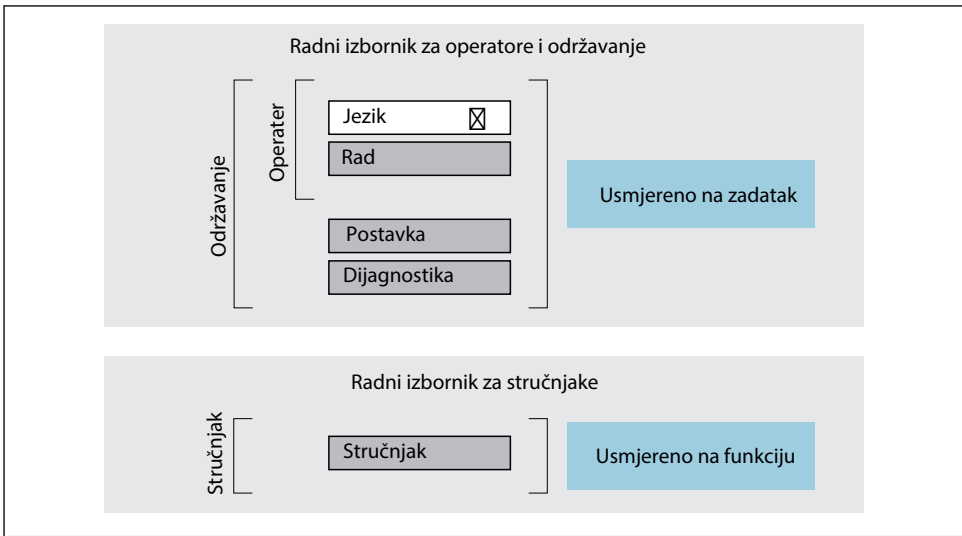 Radni izbornik za operatore i održavanje
Održavanje
Operater
Jezik
Rad
Postavka
Dijagnostika
Usmjereno na zadatak
Radni izbornik za stručnjake
Stručnjak
Stručnjak
Usmjereno na funkciju